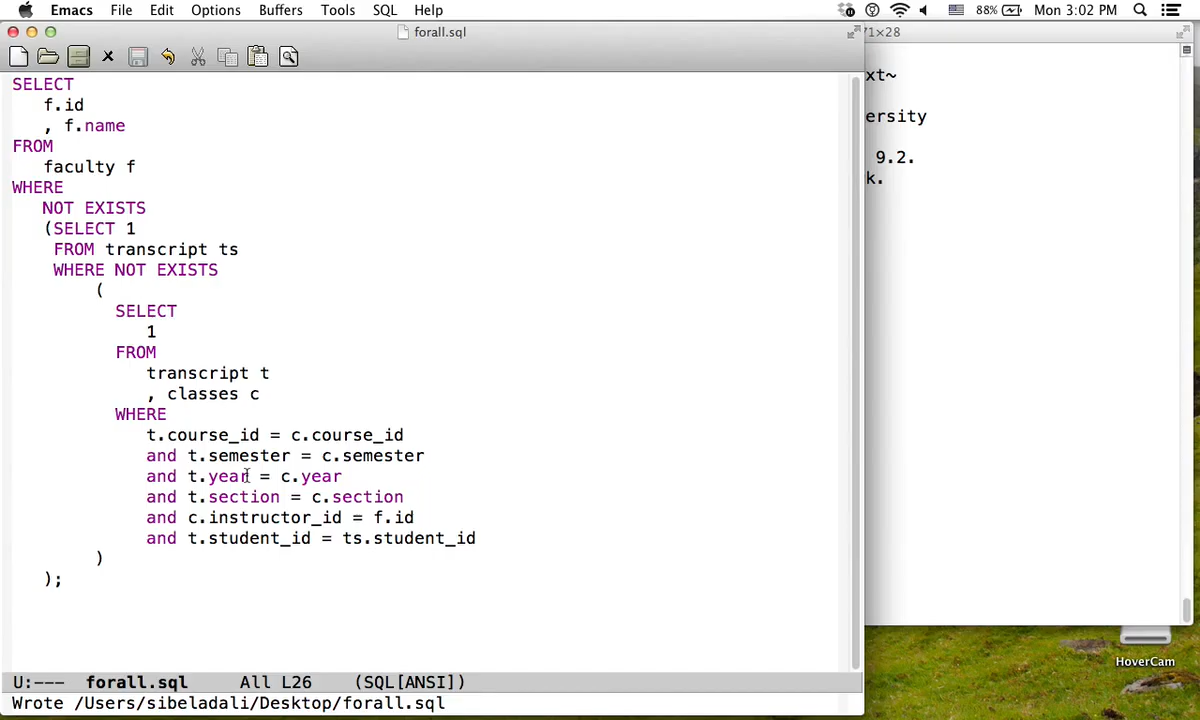 Emacs File Edit Options Buffers Tools SQL Help 88% Mon 3:02 PM
forall.sql
71×28
SELECT
f.id
, f.name
FROM
faculty f
WHERE
NOT EXISTS
(SELECT 1
FROM transcript ts
WHERE NOT EXISTS
(
SELECT
1
FROM
transcript t
, classes c
WHERE
t.course_id = c.course_id
and t.semester = c.semester
and t.year = c.year
and t.section = c.section
and c.instructor_id = f.id
and t.student_id = ts.student_id
)
);
U:--- forall.sql All L26 (SQL[ANSI])
Wrote /Users/sibeladali/Desktop/forall.sql
xt~
ersity
9.2.
k.
HoverCam